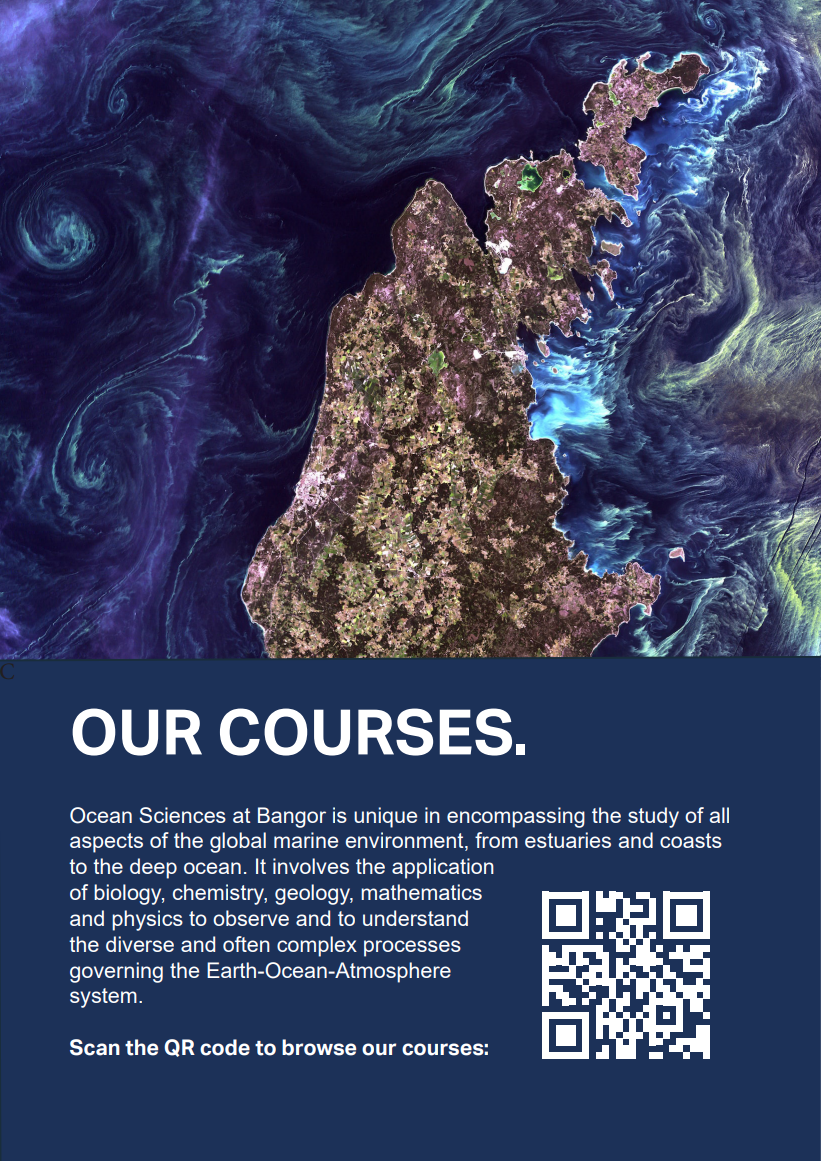 C
OUR COURSES.
Ocean Sciences at Bangor is unique in encompassing the study of all
aspects of the global marine environment, from estuaries and coasts
to the deep ocean. It involves the application
of biology, chemistry, geology, mathematics
and physics to observe and to understand
the diverse and often complex processes
governing the Earth-Ocean-Atmosphere
system.
Scan the QR code to browse our courses: